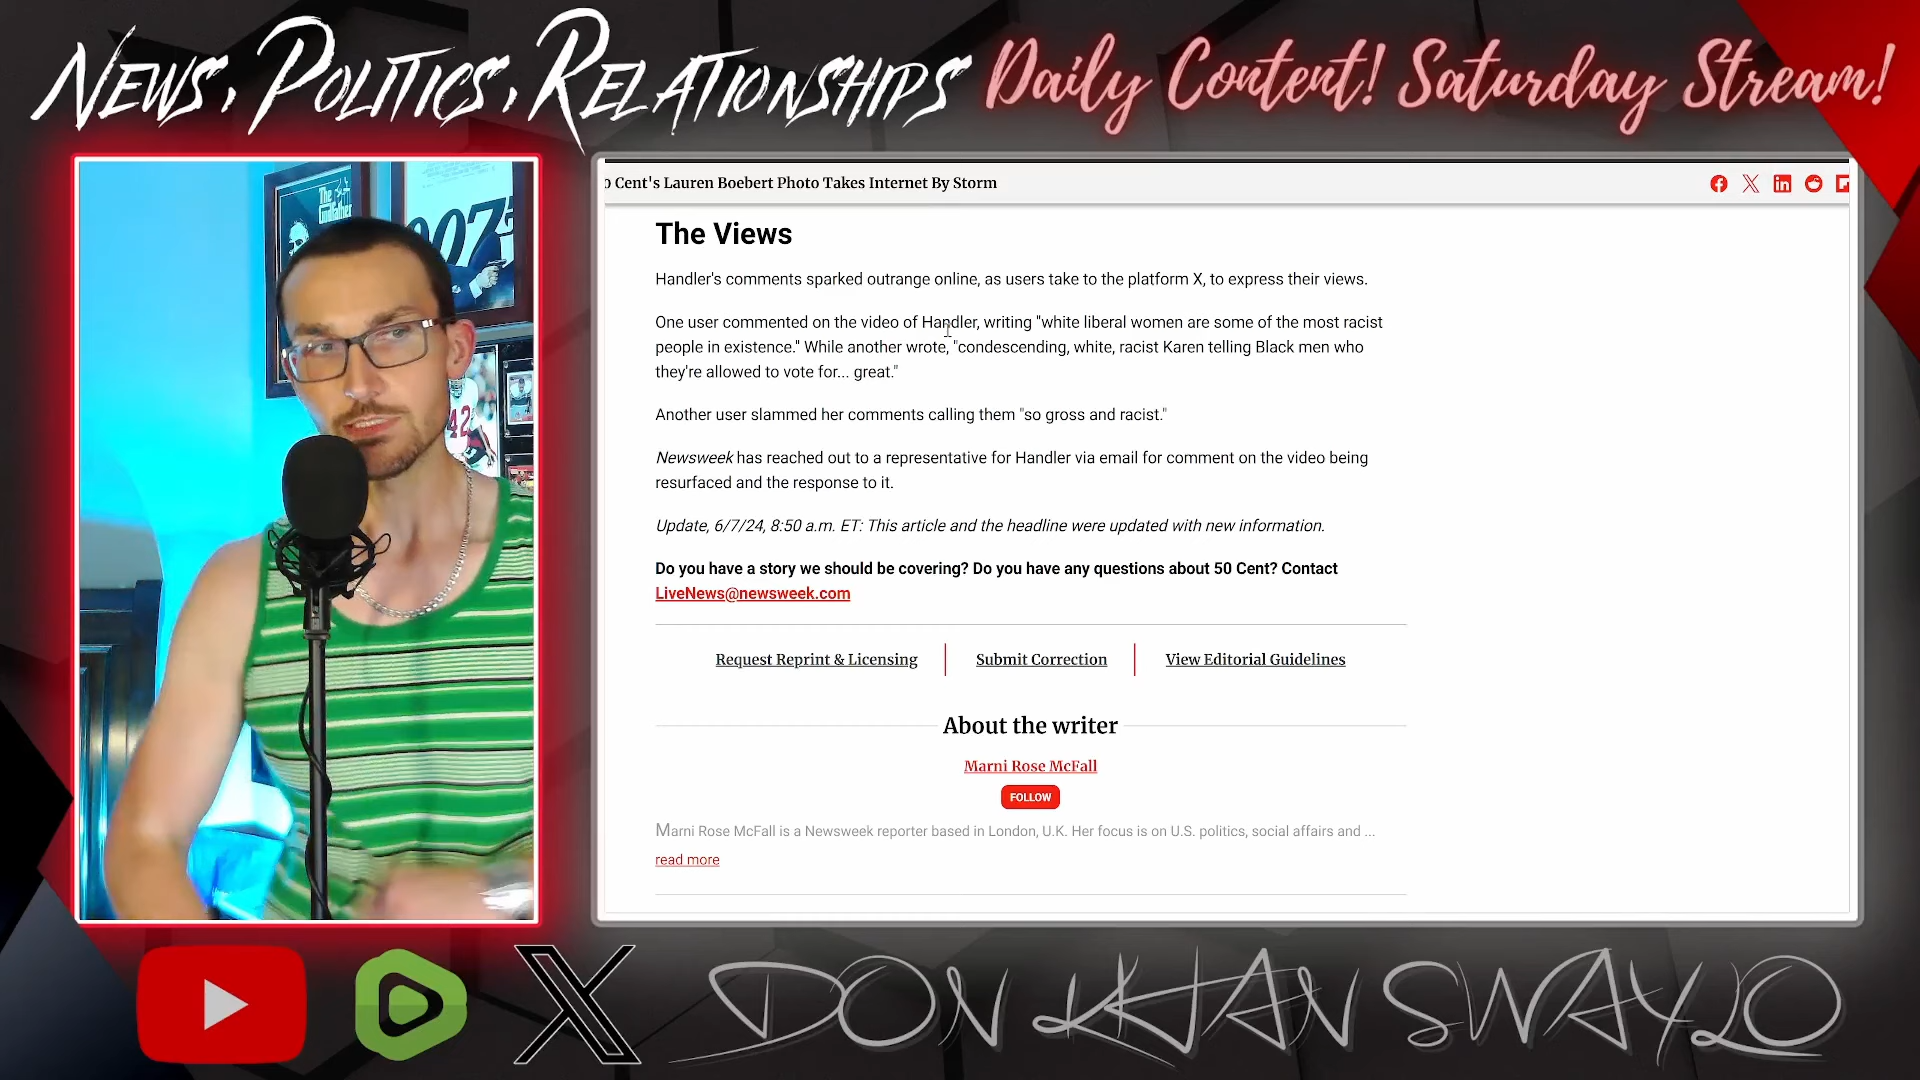 NEWS, POLITICS, RELATIONSHIPS Daily Content! Saturday Stream!
The
Godfather
007
42
Cent's Lauren Boebert Photo Takes Internet By Storm
The Views
Handler's comments sparked outrange online, as users take to the platform X, to express their views.
One user commented on the video of Handler, writing "white liberal women are some of the most racist
people in existence." While another wrote, "condescending, white, racist Karen telling Black men who
they're allowed to vote for... great."
Another user slammed her comments calling them "so gross and racist."
Newsweek has reached out to a representative for Handler via email for comment on the video being
resurfaced and the response to it.
Update, 6/7/24, 8:50 a.m. ET: This article and the headline were updated with new information.
Do you have a story we should be covering? Do you have any questions about 50 Cent? Contact
LiveNews@newsweek.com
Request Reprint & Licensing
Submit Correction
View Editorial Guidelines
About the writer
Marni Rose McFall
FOLLOW
Marni Rose McFall is a Newsweek reporter based in London, U.K. Her focus is on U.S. politics, social affairs and ...
read more
DON KHAN SWAYLO